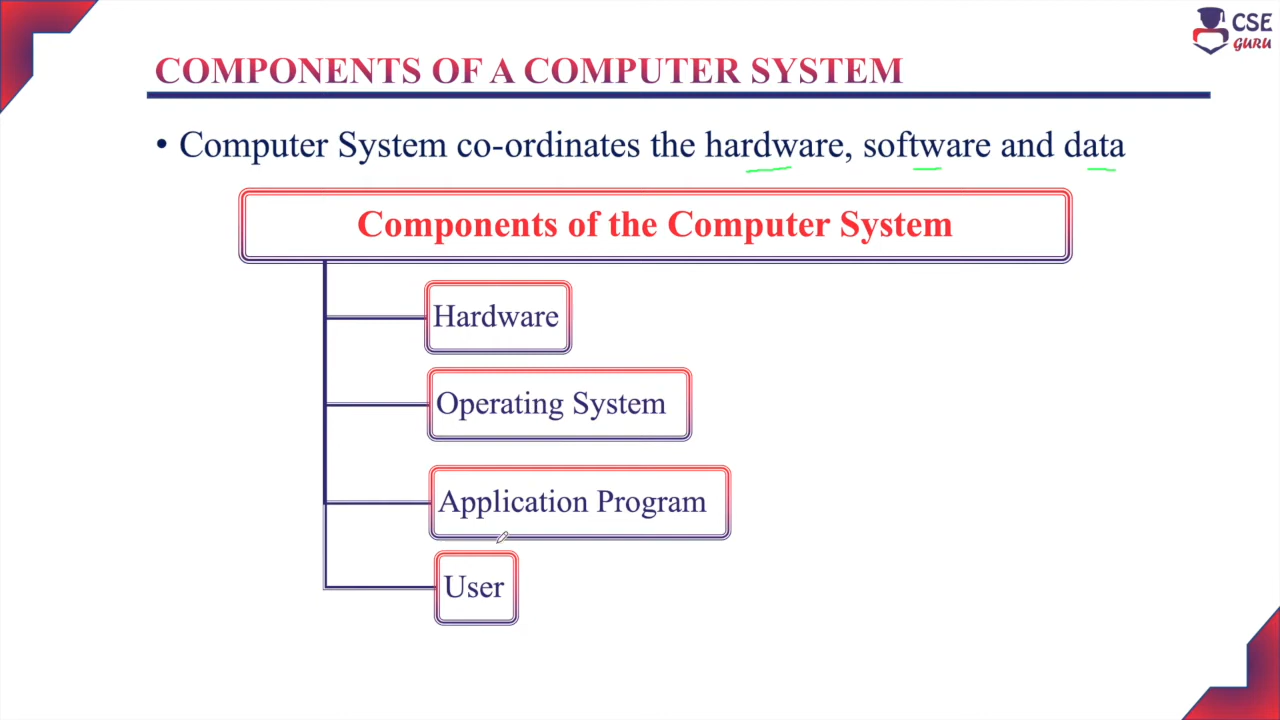 CSE
GURU
COMPONENTS OF A COMPUTER SYSTEM
• Computer System co-ordinates the hardware, software and data
Components of the Computer System
Hardware
Operating System
Application Program
User